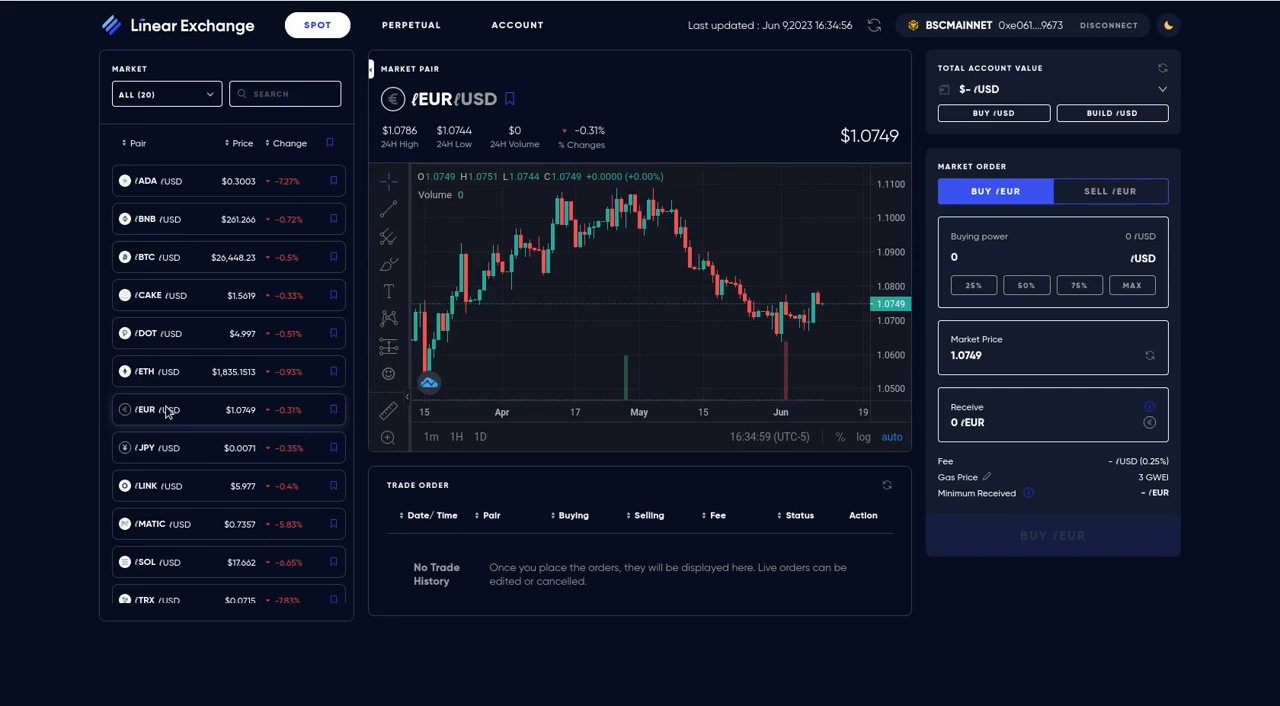 Linear Exchange
SPOT
PERPETUAL
ACCOUNT
Last updated : Jun 9,2023 16:34:56
BSCMAINNET 0xe061....9673 DISCONNECT
MARKET
ALL (20)
SEARCH
Pair Price Change
ℓADA ℓUSD $0.3003 -7.27%
ℓBNB ℓUSD $261.266 -0.72%
ℓBTC ℓUSD $26,448.23 -0.5%
ℓCAKE ℓUSD $1.5619 -0.33%
ℓDOT ℓUSD $4.997 -0.51%
ℓETH ℓUSD $1,835.1513 -0.93%
ℓEUR ℓUSD $1.0749 -0.31%
ℓJPY ℓUSD $0.0071 -0.35%
ℓLINK ℓUSD $5.977 -0.4%
ℓMATIC ℓUSD $0.7357 -5.83%
ℓSOL ℓUSD $17.662 -6.65%
ℓTRX ℓUSD $0.0715 -7.83%
MARKET PAIR
ℓEURℓUSD
$1.0786 $1.0744 $0 -0.31%
24H High 24H Low 24H Volume % Changes
$1.0749
O1.0749 H1.0751 L1.0744 C1.0749 +0.0000 (+0.00%)
Volume 0
1.1100
1.1000
1.0900
1.0800
1.0749
1.0700
1.0600
1.0500
15 Apr 17 May 15 Jun 19
1m 1H 1D
16:34:59 (UTC-5) % log auto
TRADE ORDER
Date/ Time Pair Buying Selling Fee Status Action
No Trade
History
Once you place the orders, they will be displayed here. Live orders can be
edited or cancelled.
TOTAL ACCOUNT VALUE
$- ℓUSD
BUY ℓUSD BUILD ℓUSD
MARKET ORDER
BUY ℓEUR SELL ℓEUR
Buying power 0 ℓUSD
0 ℓUSD
25% 50% 75% MAX
Market Price
1.0749
Receive
0 ℓEUR
Fee - ℓUSD (0.25%)
Gas Price 3 GWEI
Minimum Received - ℓEUR
BUY ℓEUR